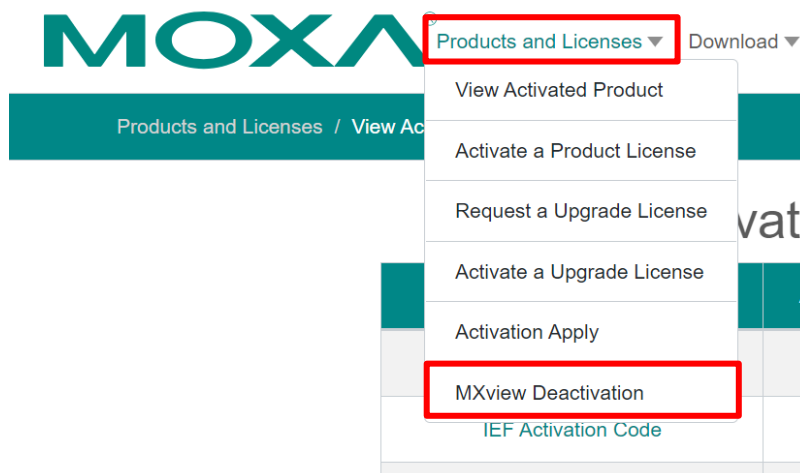 MOXA
Products and Licenses
Download
View Activated Product
Products and Licenses / View Ac
Activate a Product License
Request a Upgrade License
vat
Activate a Upgrade License
Activation Apply
MXview Deactivation
IEF Activation Code